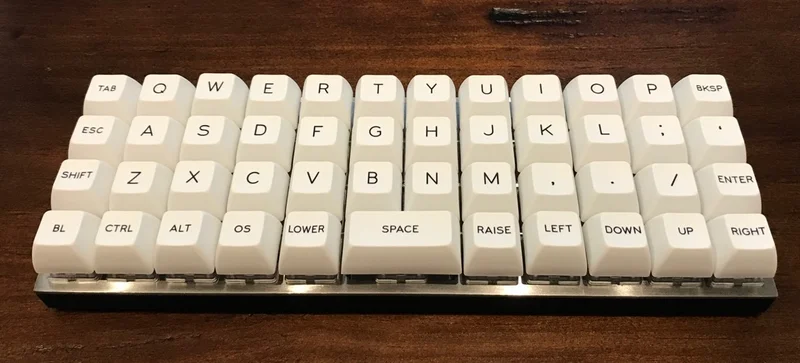 TAB Q W E R T Y U I O P BKSP
ESC A S D F G H J K L ; '
SHIFT Z X C V B N M , . / ENTER
BL CTRL ALT OS LOWER SPACE RAISE LEFT DOWN UP RIGHT